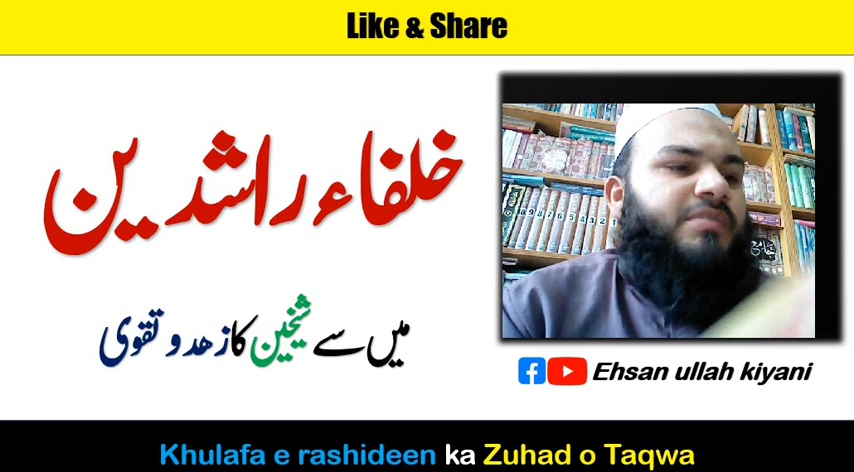 Like & Share
خلفاء راشدین
میں سے شیخین کا زھد و تقوی
Ehsan ullah kiyani
Khulafa e rashideen ka Zuhad o Taqwa